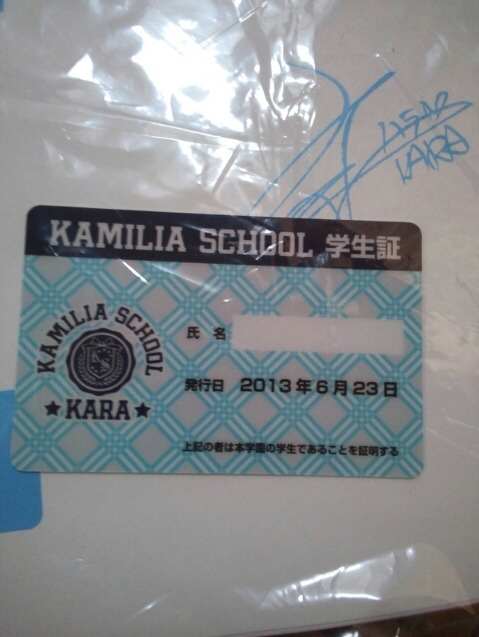 KARA
KAMILIA SCHOOL 学生証
KAMILIA SCHOOL
★KARA★
氏 名
発行日 2013年6月23日
上記の者は本学園の学生であることを証明する